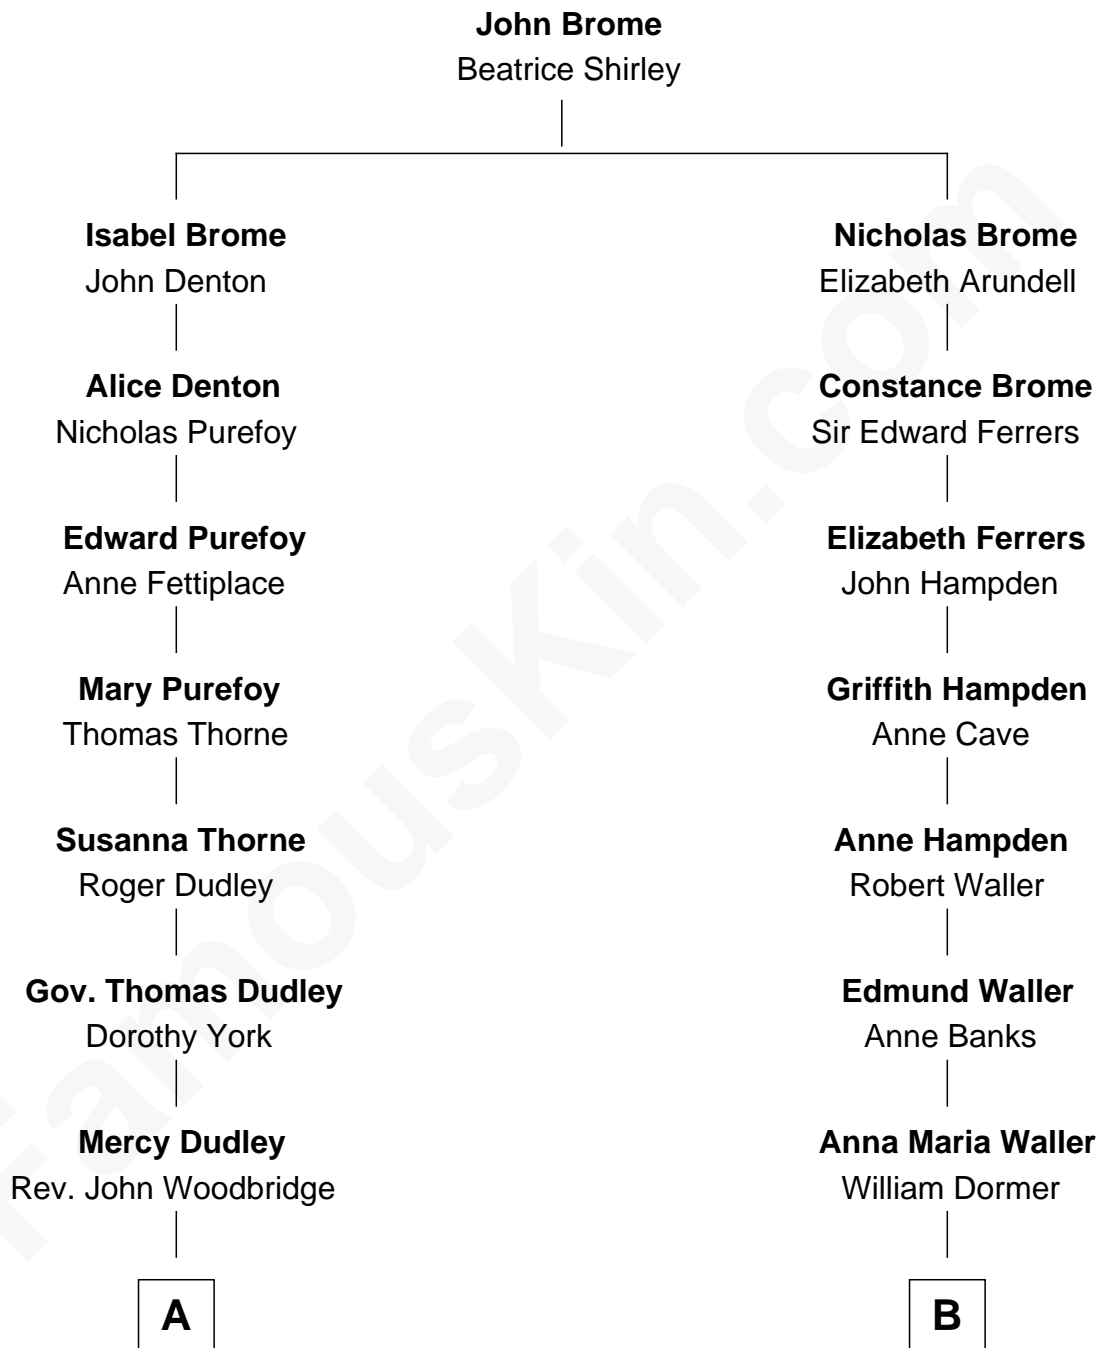 John Brome
Beatrice Shirley
Isabel Brome
John Denton
Nicholas Brome
Elizabeth Arundell
Alice Denton
Nicholas Purefoy
Constance Brome
Sir Edward Ferrers
Edward Purefoy
Anne Fettiplace
Elizabeth Ferrers
John Hampden
Mary Purefoy
Thomas Thorne
Griffith Hampden
Anne Cave
Susanna Thorne
Roger Dudley
Anne Hampden
Robert Waller
Gov. Thomas Dudley
Dorothy York
Edmund Waller
Anne Banks
Mercy Dudley
Rev. John Woodbridge
Anna Maria Waller
William Dormer
A
B
FamousKin.com